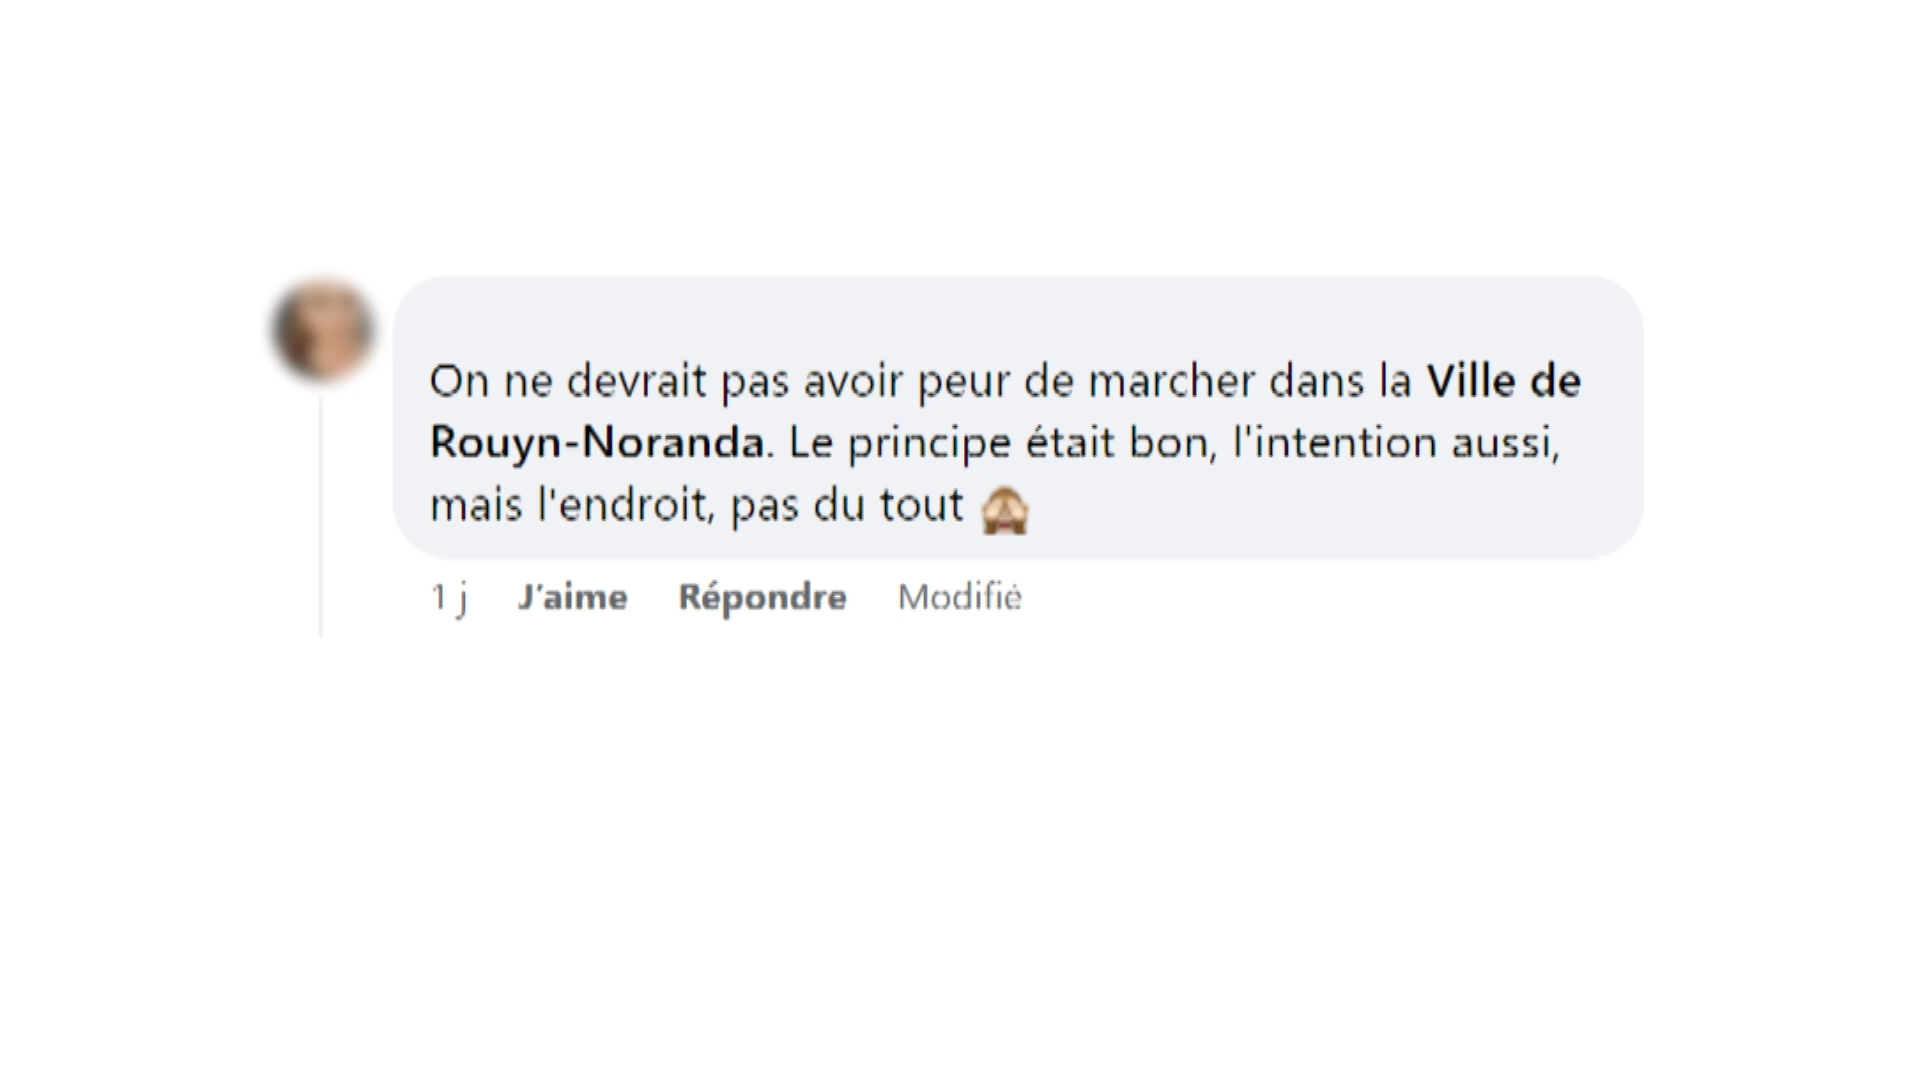 On ne devrait pas avoir peur de marcher dans la Ville de
Rouyn-Noranda. Le principe était bon, l'intention aussi,
mais l'endroit, pas du tout 🙈
1 j J'aime Répondre Modifié